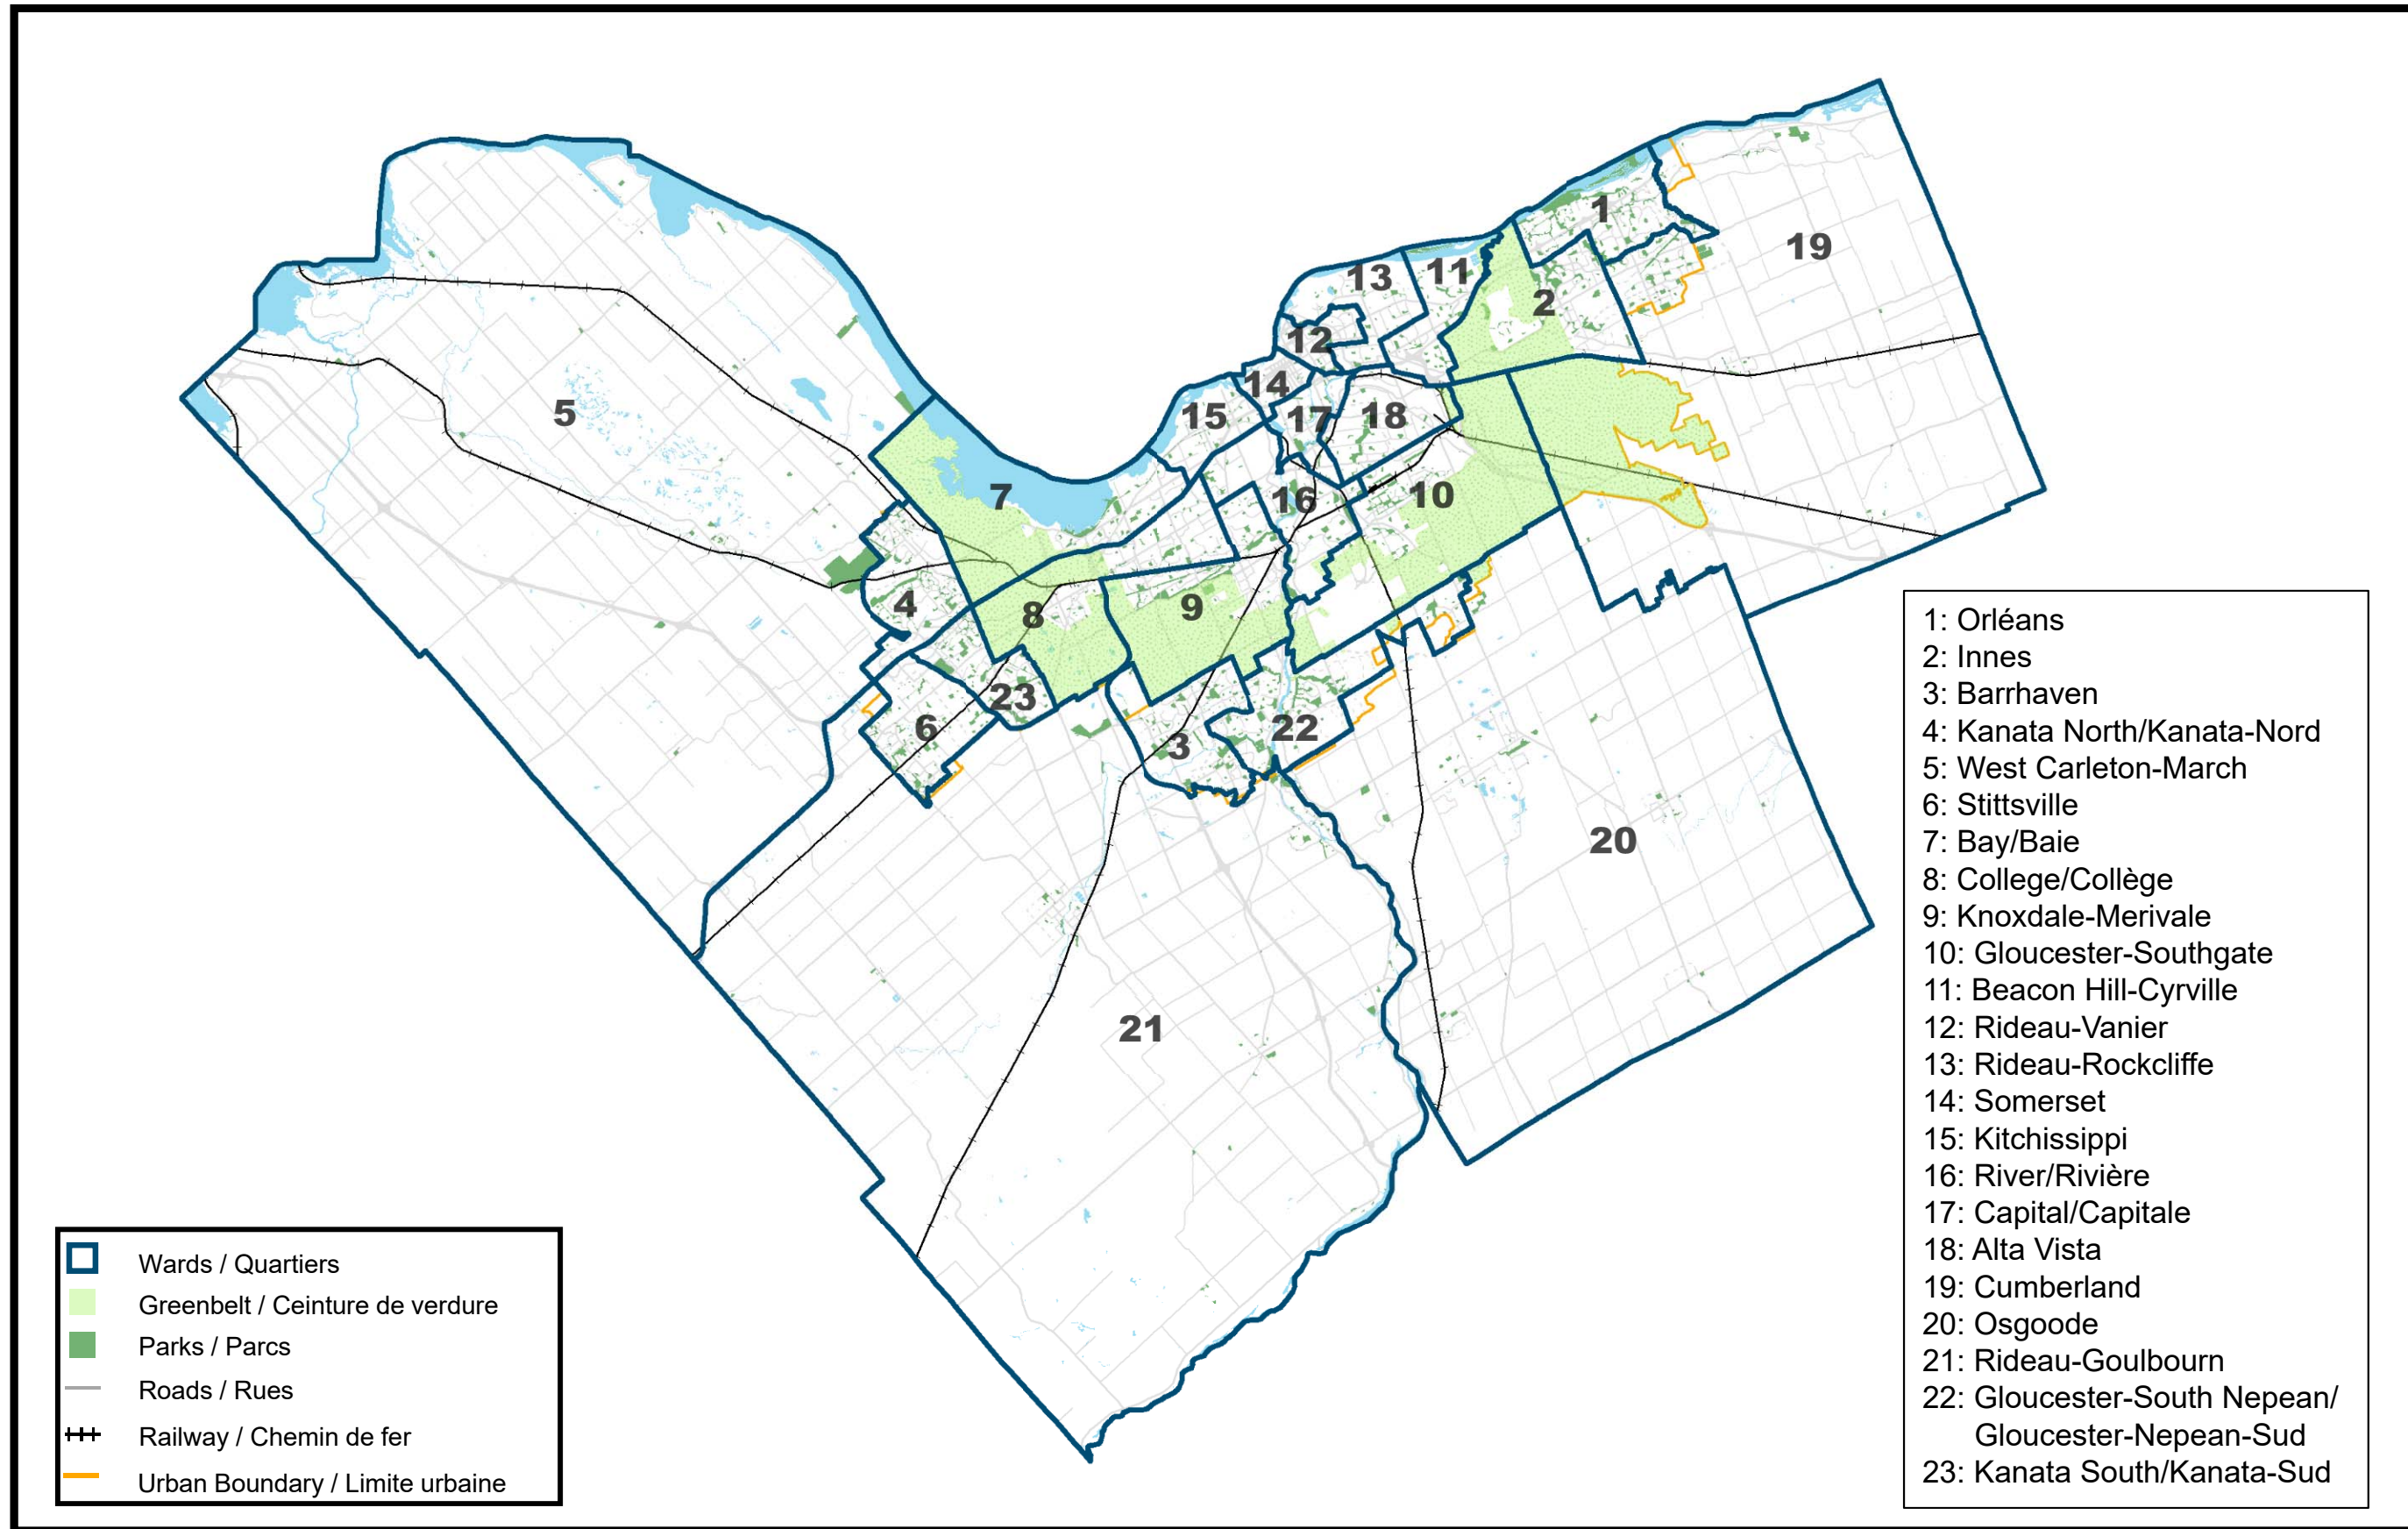 1
19
13
11
2
12
14
5
15
17
18
7
16
10
4
8
9
23
6
22
3
20
21
1: Orléans
2: Innes
3: Barrhaven
4: Kanata North/Kanata-Nord
5: West Carleton-March
6: Stittsville
7: Bay/Baie
8: College/Collège
9: Knoxdale-Merivale
10: Gloucester-Southgate
11: Beacon Hill-Cyrville
12: Rideau-Vanier
13: Rideau-Rockcliffe
14: Somerset
15: Kitchissippi
16: River/Rivière
17: Capital/Capitale
18: Alta Vista
19: Cumberland
20: Osgoode
21: Rideau-Goulbourn
22: Gloucester-South Nepean/
Gloucester-Nepean-Sud
23: Kanata South/Kanata-Sud
Wards / Quartiers
Greenbelt / Ceinture de verdure
Parks / Parcs
Roads / Rues
Railway / Chemin de fer
Urban Boundary / Limite urbaine